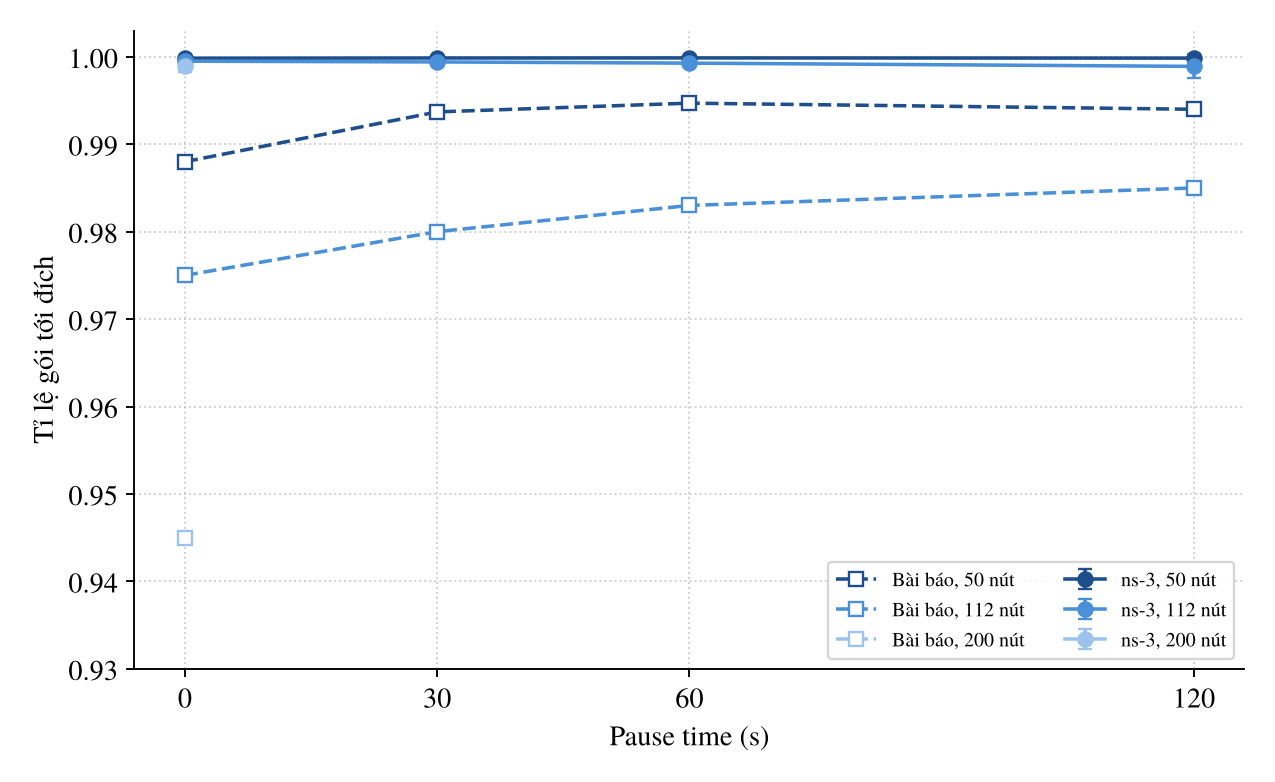 1.00
0.99
0.98
0.97
0.96
0.95
0.94
0.93
Tỉ lệ gói tới đích
0
30
60
120
Pause time (s)
Bài báo, 50 nút
Bài báo, 112 nút
Bài báo, 200 nút
ns-3, 50 nút
ns-3, 112 nút
ns-3, 200 nút